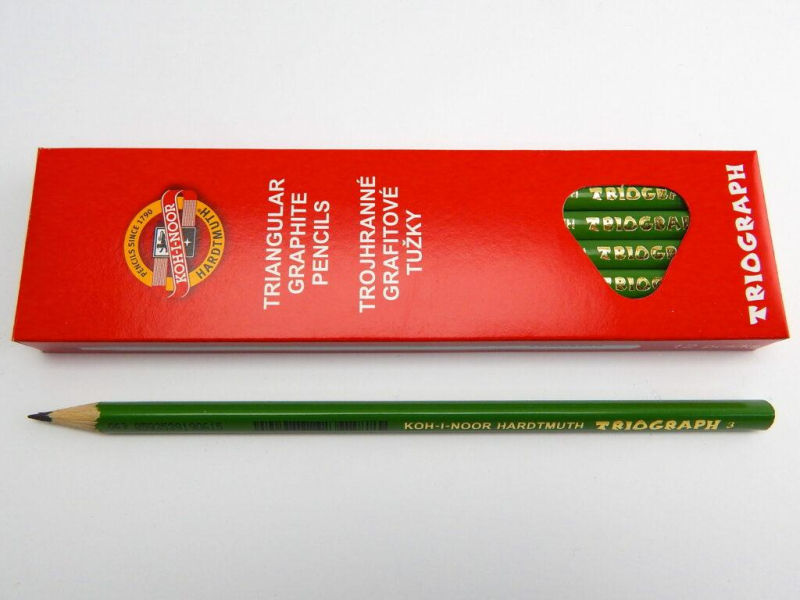 PENCILS SINCE 1790
KOH-I-NOOR
HARDTMUTH
TRIANGULAR
GRAPHITE
PENCILS
TROJHRANNÉ
GRAFITOVÉ
TUŽKY
TRIOGRAPH
TRIOGRAPH
TRIOGRAPH
TRIOGRAPH
TRIOGRAPH
KOH-I-NOOR HARDTMUTH TRIOGRAPH 3